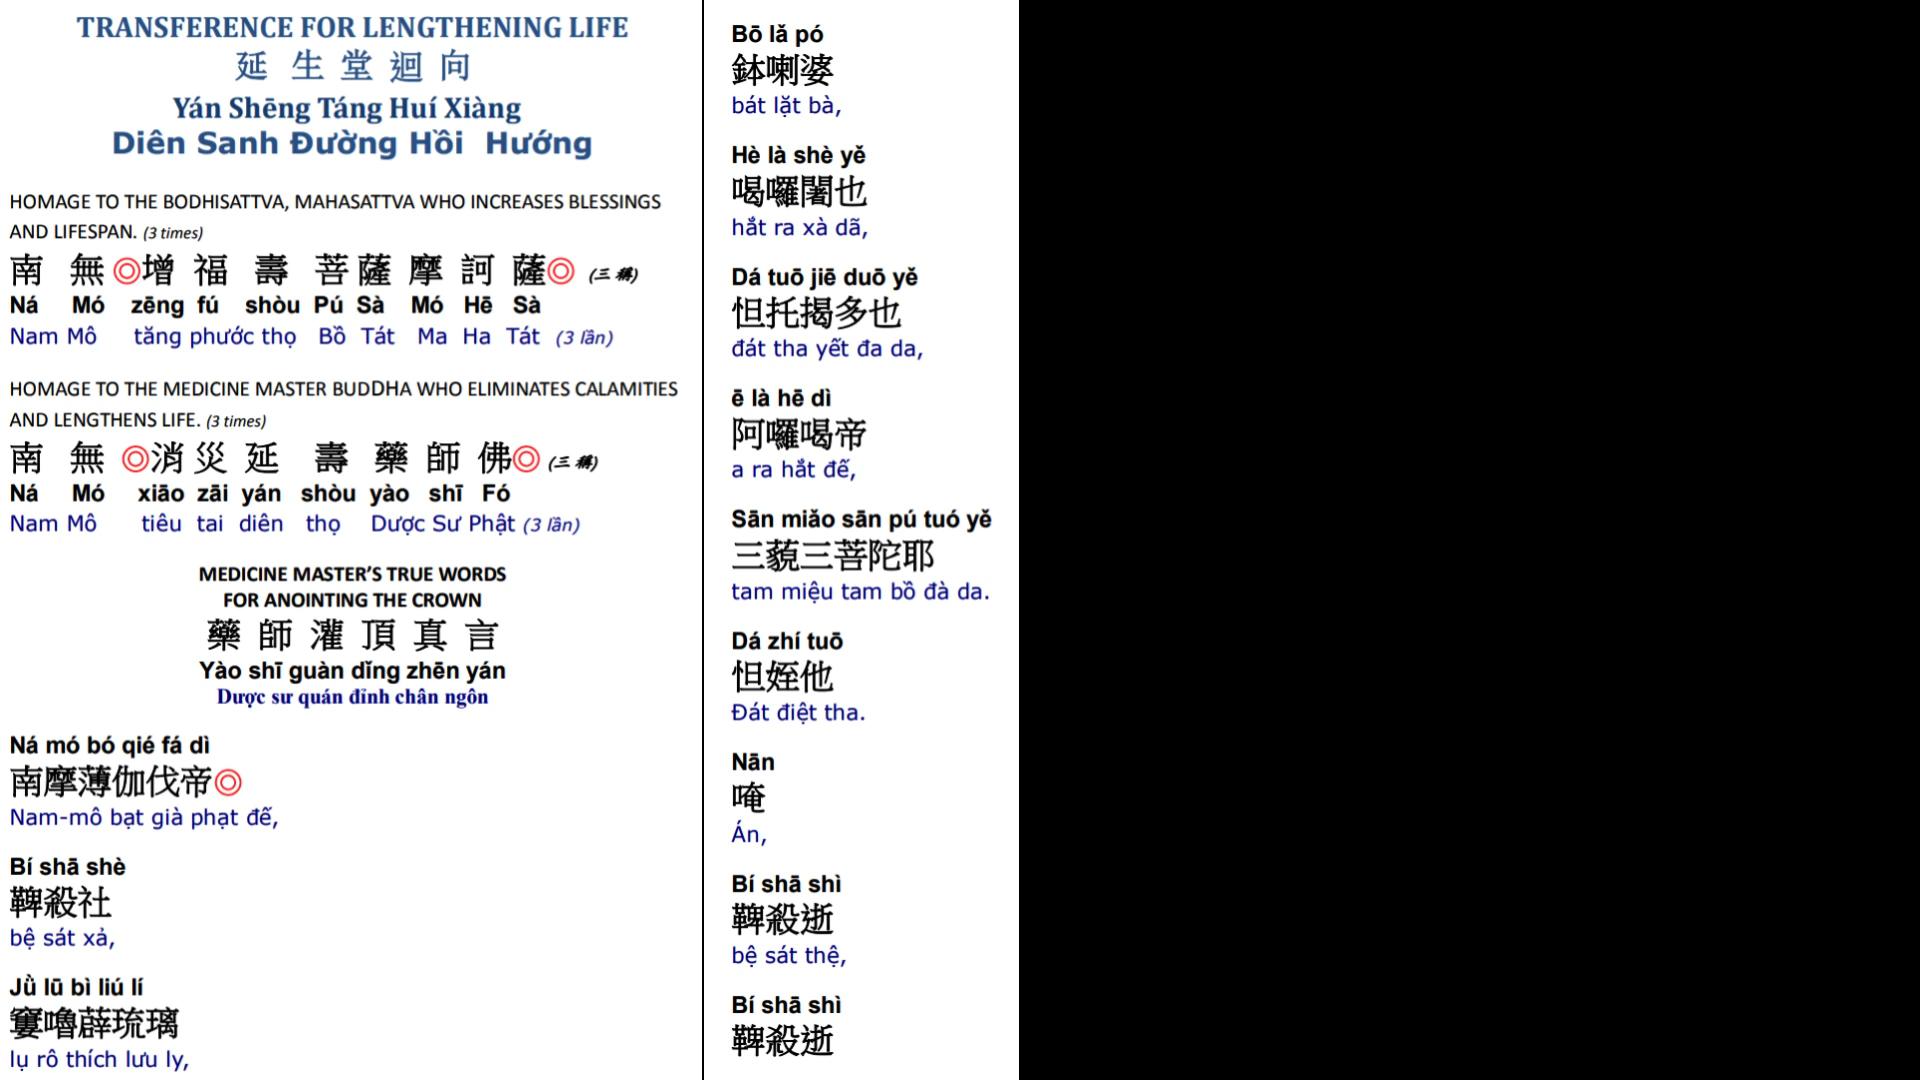 TRANSFERENCE FOR LENGTHENING LIFE
延 生 堂 迴 向
Yán Shēng Táng Huí Xiàng
Diên Sanh Đường Hồi Hướng
HOMAGE TO THE BODHISATTVA, MAHASATTVA WHO INCREASES BLESSINGS
AND LIFESPAN. (3 times)
南 無 ◎增 福 壽 菩 薩 摩 訶 薩◎ (三 稱)
Ná Mó zēng fú shòu Pú Sà Mó Hē Sà
Nam Mô tăng phước thọ Bồ Tát Ma Ha Tát (3 lần)
HOMAGE TO THE MEDICINE MASTER BUDDHA WHO ELIMINATES CALAMITIES
AND LENGTHENS LIFE. (3 times)
南 無 ◎消 災 延 壽 藥 師 佛◎ (三 稱)
Ná Mó xiāo zāi yán shòu yào shī Fó
Nam Mô tiêu tai diên thọ Dược Sư Phật (3 lần)
MEDICINE MASTER’S TRUE WORDS
FOR ANOINTING THE CROWN
藥 師 灌 頂 真 言
Yào shī guàn dǐng zhēn yán
Dược sư quán đỉnh chân ngôn
Ná mó bó qié fá dì
南摩薄伽伐帝◎
Nam-mô bạt già phạt đế,
Bí shā shè
鞞殺社
bệ sát xả,
Jǜ lū bì liú lí
窶嚕薜琉璃
lụ rô thích lưu ly,
Bō lǎ pó
鉢喇婆
bát lặt bà,
Hè là shè yě
喝囉闍也
hắt ra xà dã,
Dá tuō jiē duō yě
怛托揭多也
đát tha yết đa da,
ē là hē dì
阿囉喝帝
a ra hắt đế,
Sān miǎo sān pú tuó yě
三藐三菩陀耶
tam miệu tam bồ đà da.
Dá zhí tuō
怛姪他
Đát điệt tha.
Nān
唵
Án,
Bí shā shì
鞞殺逝
bệ sát thệ,
Bí shā shì
鞞殺逝